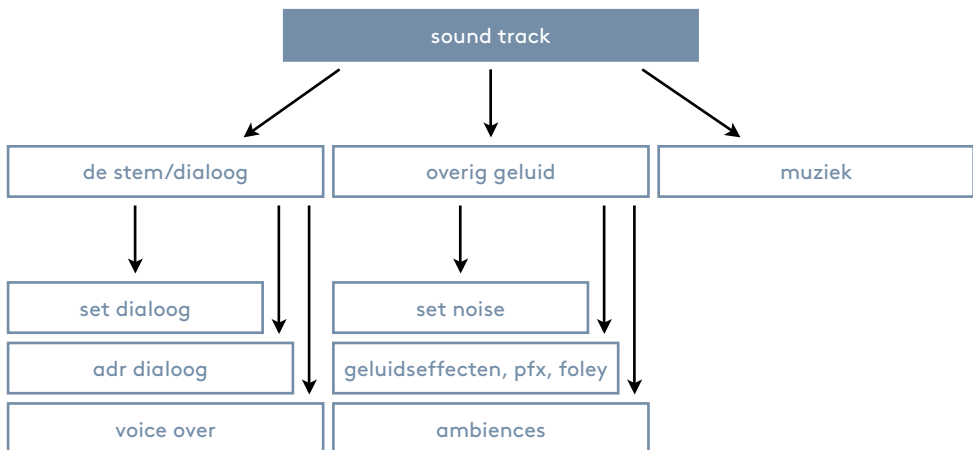 sound track
de stem/dialoog
overig geluid
muziek
set dialoog
set noise
adr dialoog
geluidseffecten, pfx, foley
voice over
ambiences